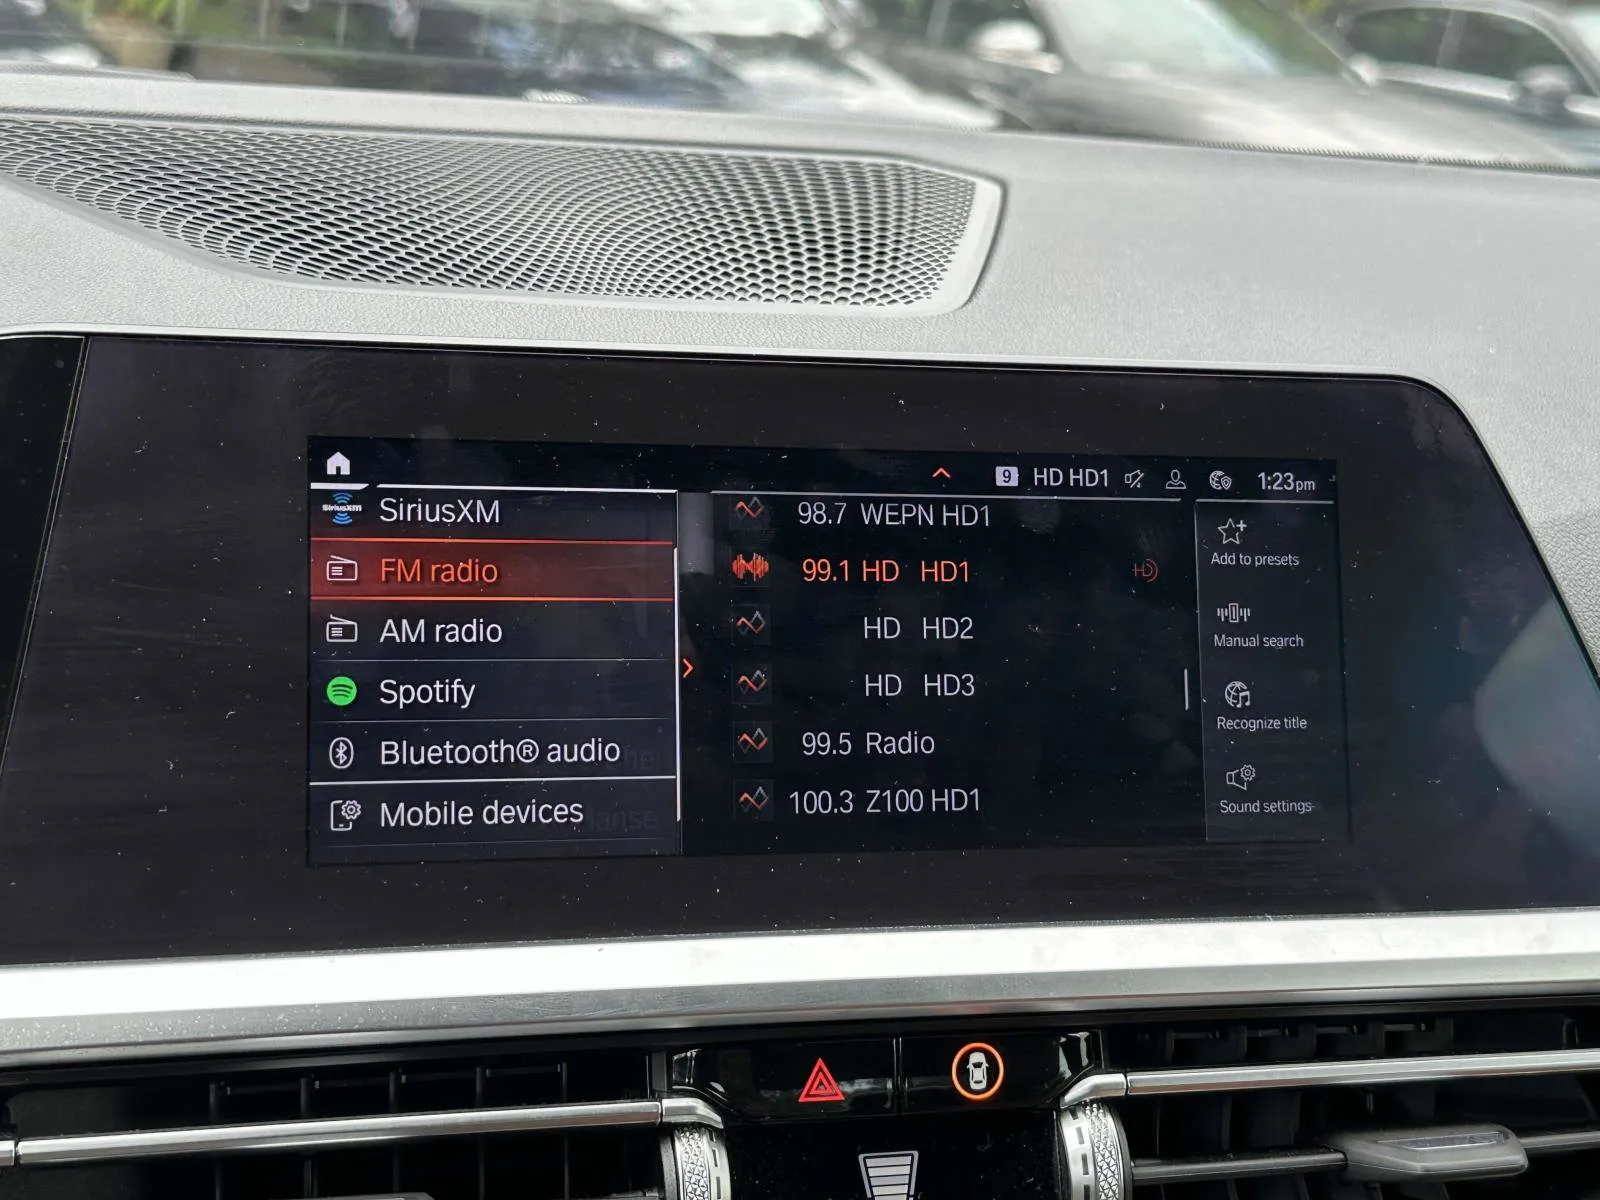 9 HD HD1 1:23pm
SiriusXM SiriusXM
FM radio
AM radio
Spotify
Bluetooth® audio
Mobile devices
98.7 WEPN HD1
99.1 HD HD1 HD
HD HD2
HD HD3
99.5 Radio
100.3 Z100 HD1
Add to presets
Manual search
Recognize title
Sound settings